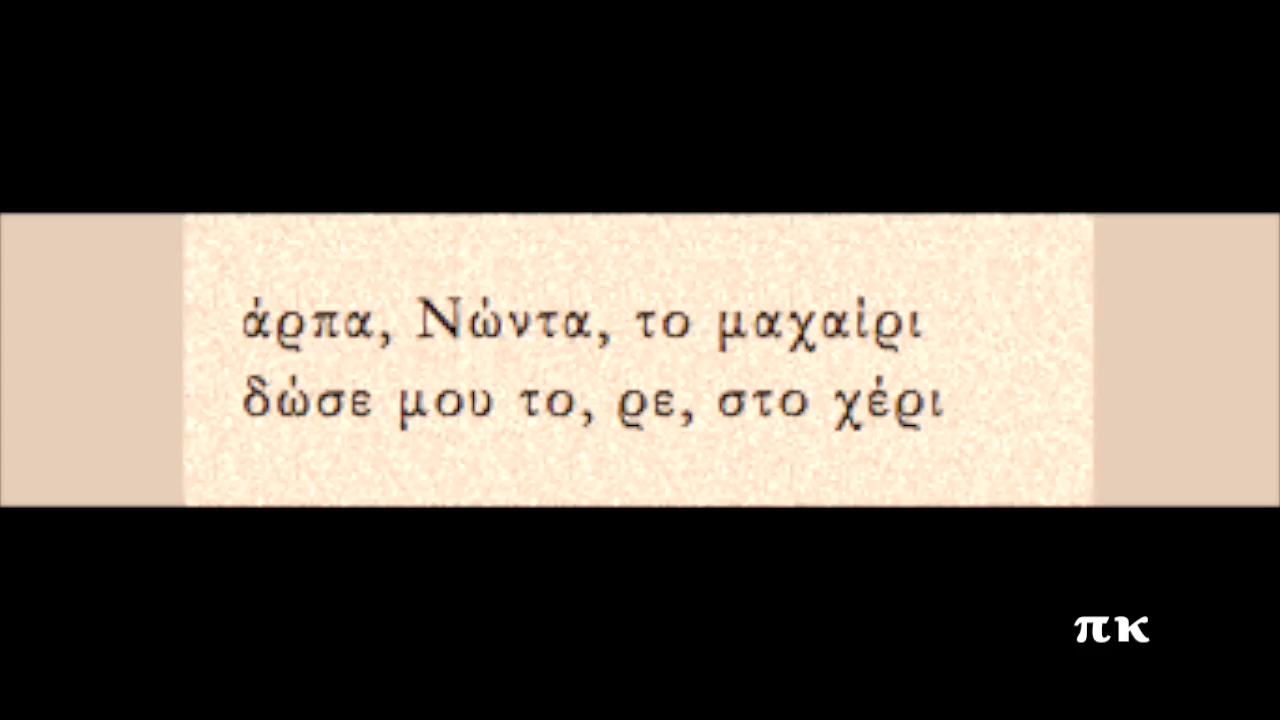 άρπα, Νώντα, το μαχαίρι
δώσε μου το, ρε, στο χέρι
πκ